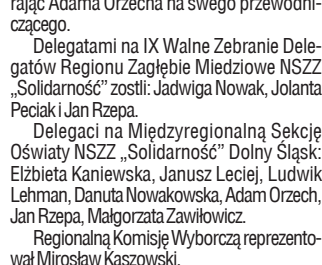 rając Adama Orzecha na swego przewodni-
czącego.
Delegatami na IX Walne Zebranie Dele-
gatów Regionu Zagłębie Miedziowe NSZZ
„Solidarność” zostli: Jadwiga Nowak, Jolanta
Peciak i Jan Rzepa.
Delegaci na Międzyregionalną Sekcję
Oświaty NSZZ „Solidarność” Dolny Śląsk:
Elżbieta Kaniewska, Janusz Leciej, Ludwik
Lehman, Danuta Nowakowska, Adam Orzech,
Jan Rzepa, Małgorzata Zawiłowicz.
Regionalną Komisję Wyborczą reprezento-
wał Mirosław Kaszowski.